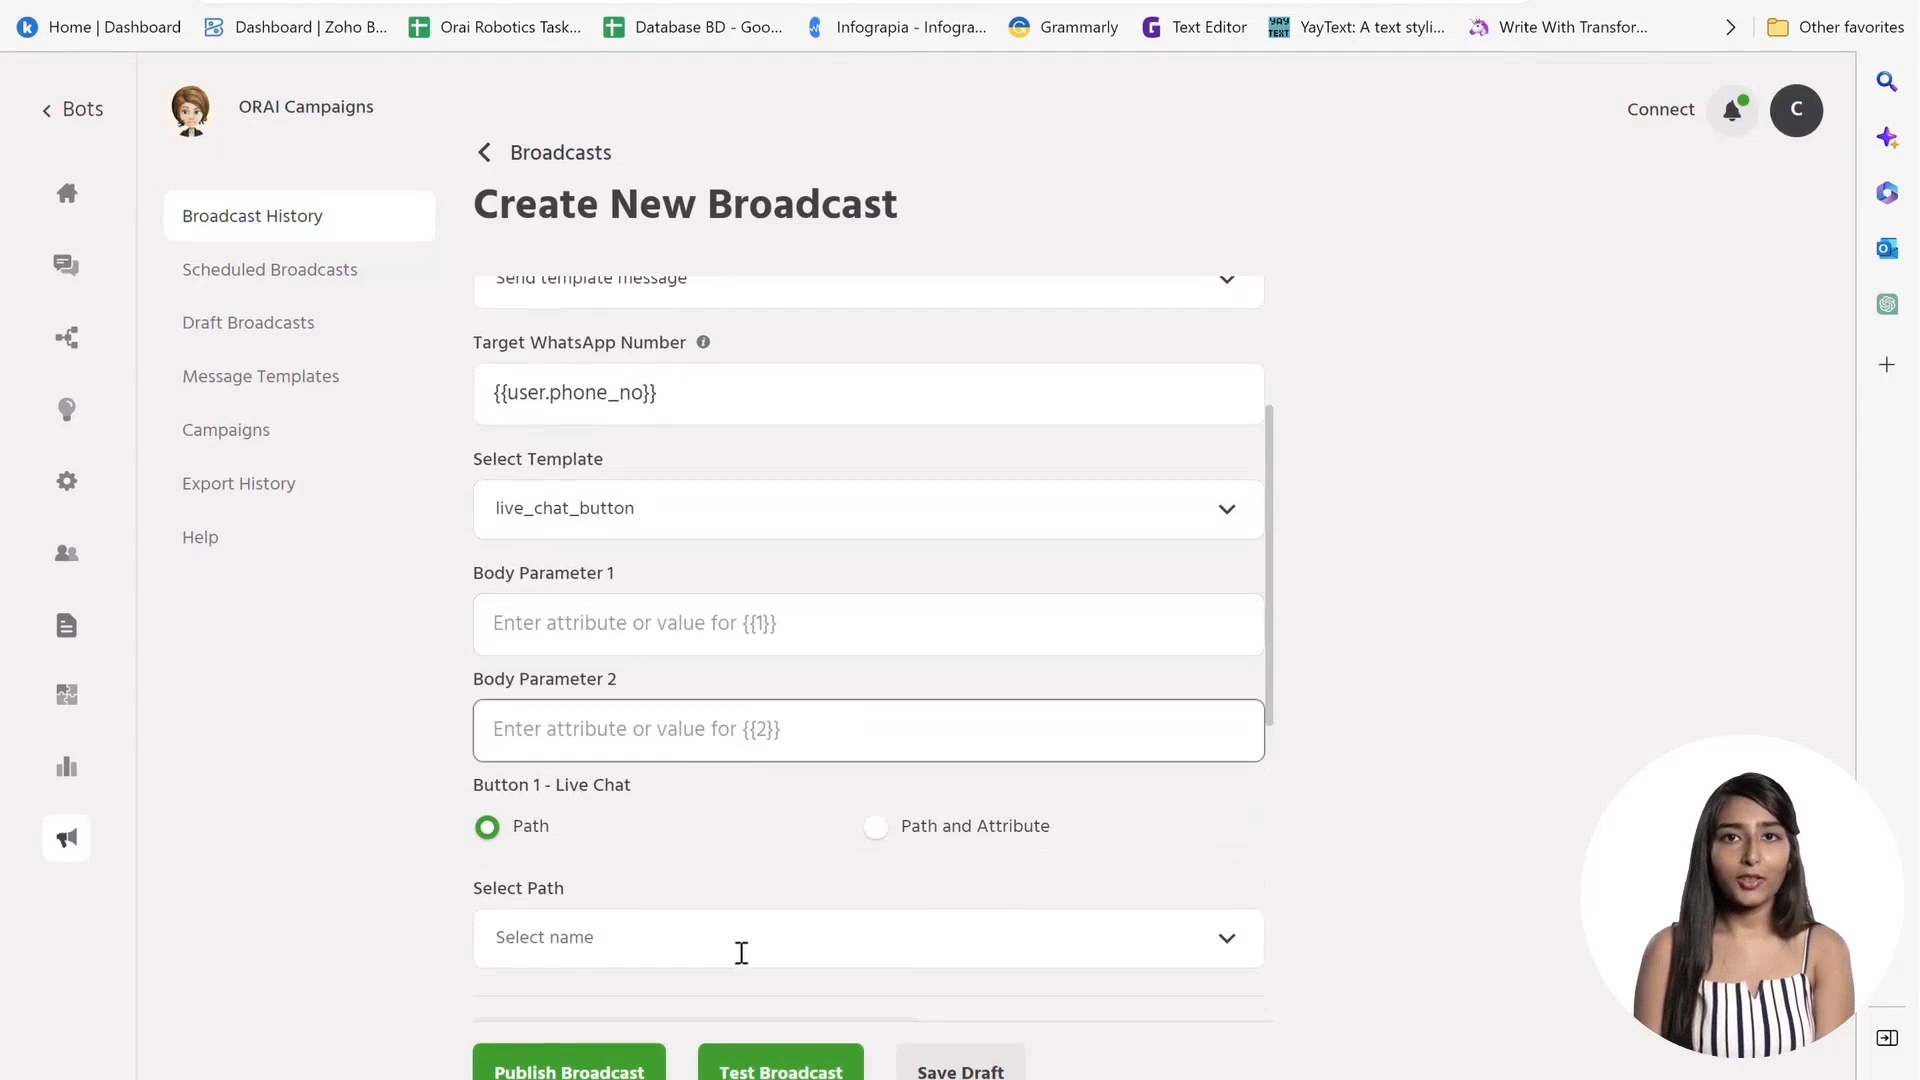 Home | Dashboard
Dashboard | Zoho B...
Orai Robotics Task...
Database BD - Goo...
Infograpia - Infogra...
Grammarly
Text Editor
YAY TEXT
YayText: A text styli...
Write With Transfor...
Other favorites
Bots
ORAI Campaigns
Connect
C
Broadcasts
Create New Broadcast
Broadcast History
Scheduled Broadcasts
Draft Broadcasts
Message Templates
Campaigns
Export History
Help
Send template message
Target WhatsApp Number
{{user.phone_no}}
Select Template
live_chat_button
Body Parameter 1
Enter attribute or value for {{1}}
Body Parameter 2
Enter attribute or value for {{2}}
Button 1 - Live Chat
Path
Path and Attribute
Select Path
Select name
Publish Broadcast
Test Broadcast
Save Draft